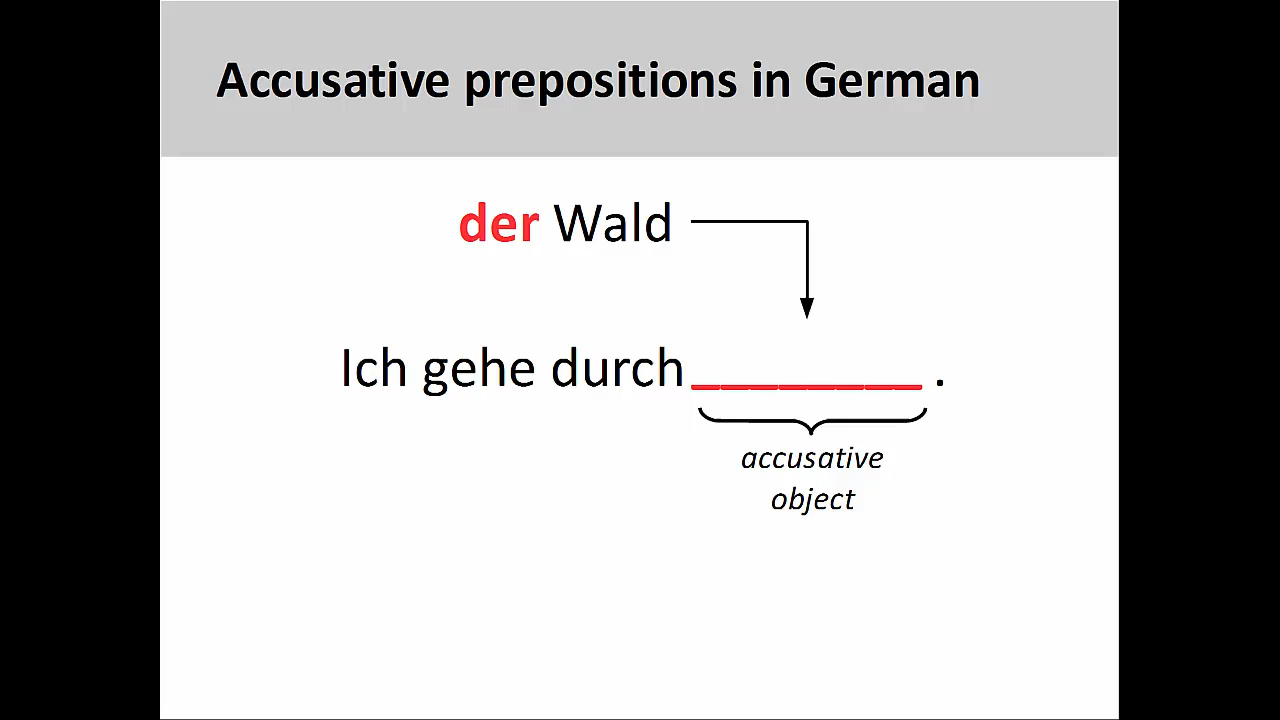 Accusative prepositions in German
der Wald
Ich gehe durch ________ .
accusative
object